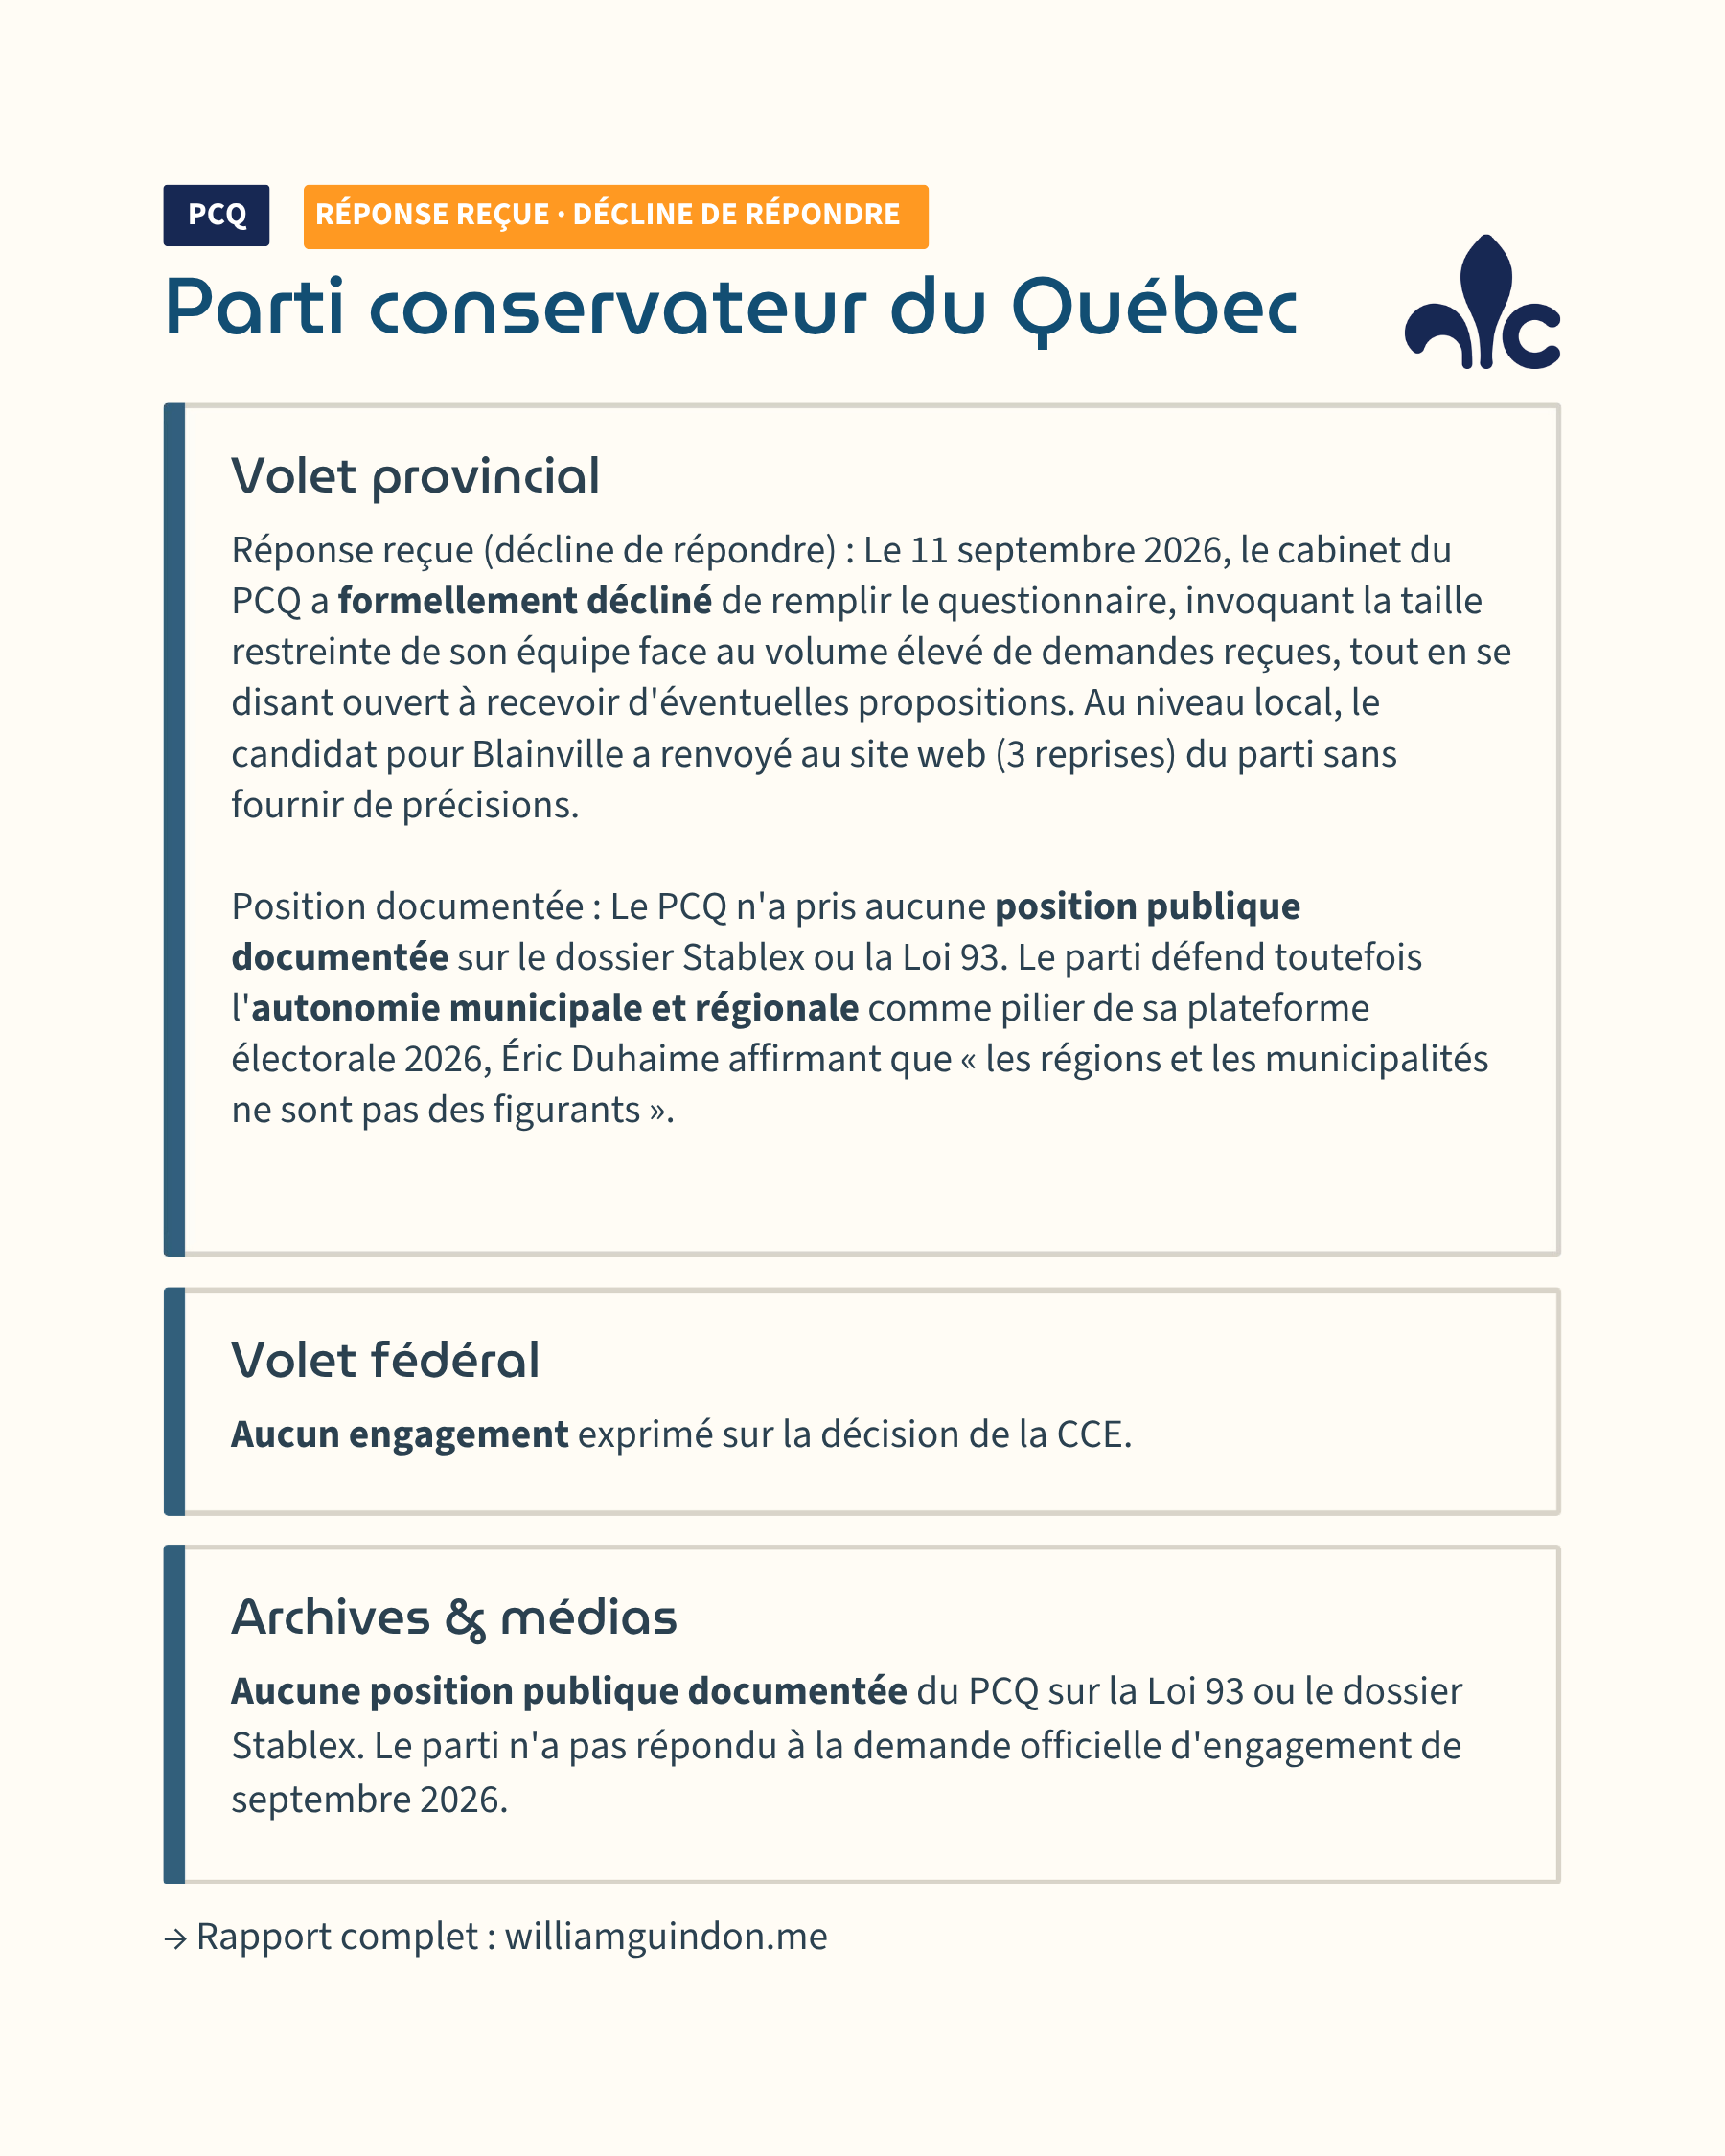 PCQ
RÉPONSE REÇUE · DÉCLINE DE RÉPONDRE
Parti conservateur du Québec
Volet provincial
Réponse reçue (décline de répondre) : Le 11 septembre 2026, le cabinet du
PCQ a formellement décliné de remplir le questionnaire, invoquant la taille
restreinte de son équipe face au volume élevé de demandes reçues, tout en se
disant ouvert à recevoir d'éventuelles propositions. Au niveau local, le
candidat pour Blainville a renvoyé au site web (3 reprises) du parti sans
fournir de précisions.
Position documentée : Le PCQ n'a pris aucune position publique
documentée sur le dossier Stablex ou la Loi 93. Le parti défend toutefois
l'autonomie municipale et régionale comme pilier de sa plateforme
électorale 2026, Éric Duhaime affirmant que « les régions et les municipalités
ne sont pas des figurants ».
Volet fédéral
Aucun engagement exprimé sur la décision de la CCE.
Archives & médias
Aucune position publique documentée du PCQ sur la Loi 93 ou le dossier
Stablex. Le parti n'a pas répondu à la demande officielle d'engagement de
septembre 2026.
→ Rapport complet : williamguindon.me